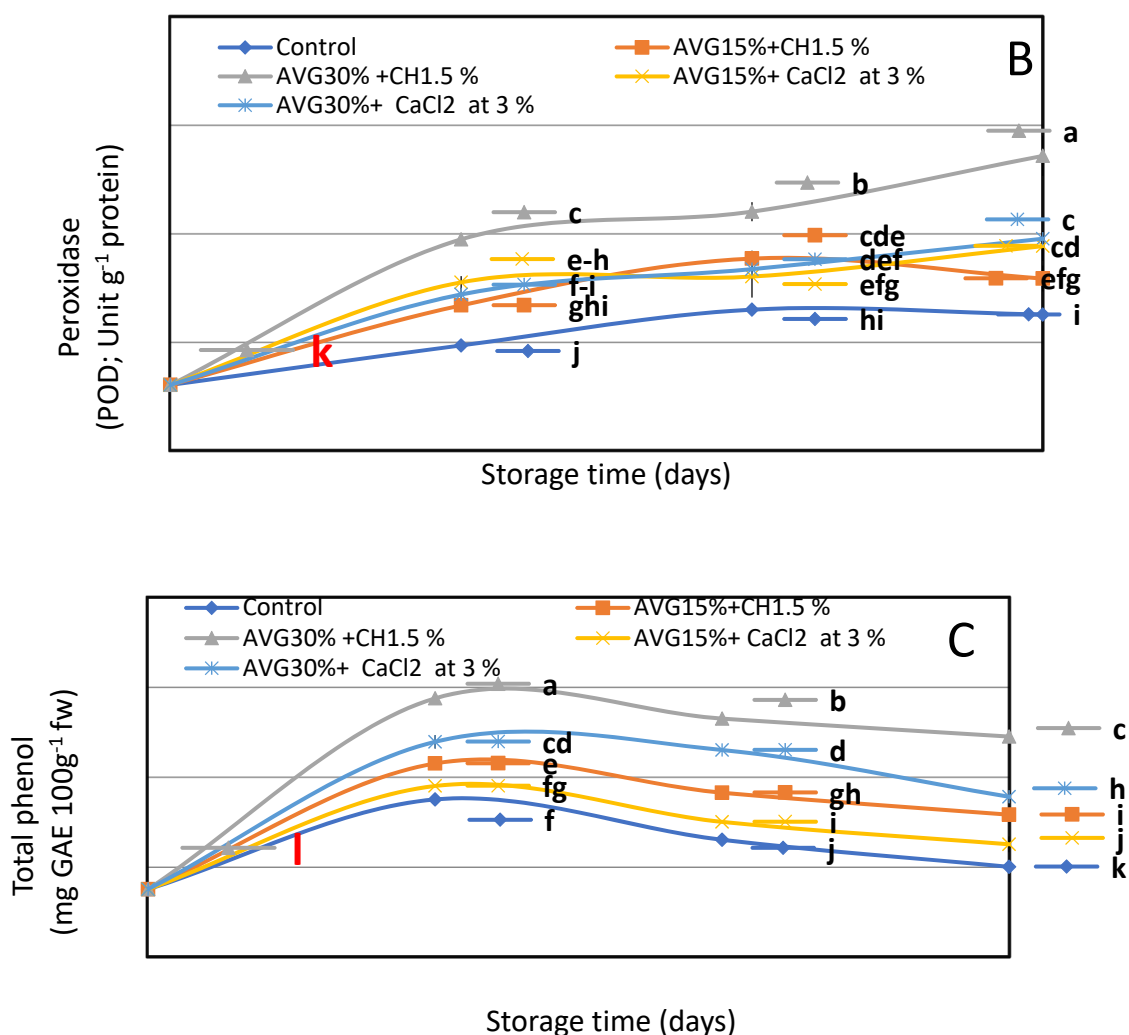 Control
AVG15%+CH1.5 %
AVG30% +CH1.5 %
AVG15%+ CaCl2 at 3 %
AVG30%+ CaCl2 at 3 %
B
a
b
c
c
cde
cd
e-h
def
f-i
efg
efg
ghi
hi
i
k
j
Peroxidase
(POD; Unit g⁻¹ protein)
Storage time (days)
Control
AVG15%+CH1.5 %
AVG30% +CH1.5 %
AVG15%+ CaCl2 at 3 %
AVG30%+ CaCl2 at 3 %
C
a
b
c
cd
d
e
h
fg
gh
i
f
i
j
l
j
k
Total phenol
(mg GAE 100g⁻¹ fw)
Storage time (days)